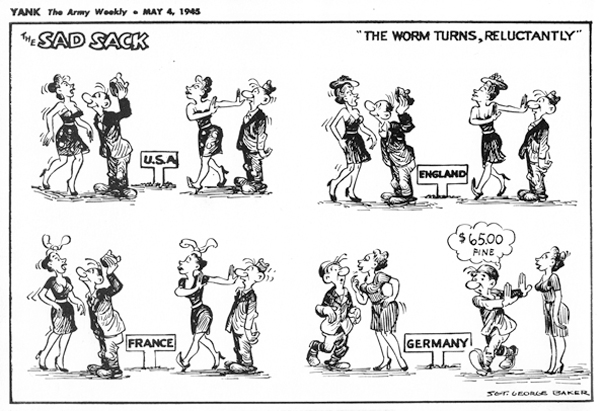 YANK The Army Weekly • MAY 4, 1945
THE SAD SACK
"THE WORM TURNS, RELUCTANTLY"
U.S.A.
ENGLAND
FRANCE
GERMANY
$65.00
FINE
SGT. GEORGE BAKER